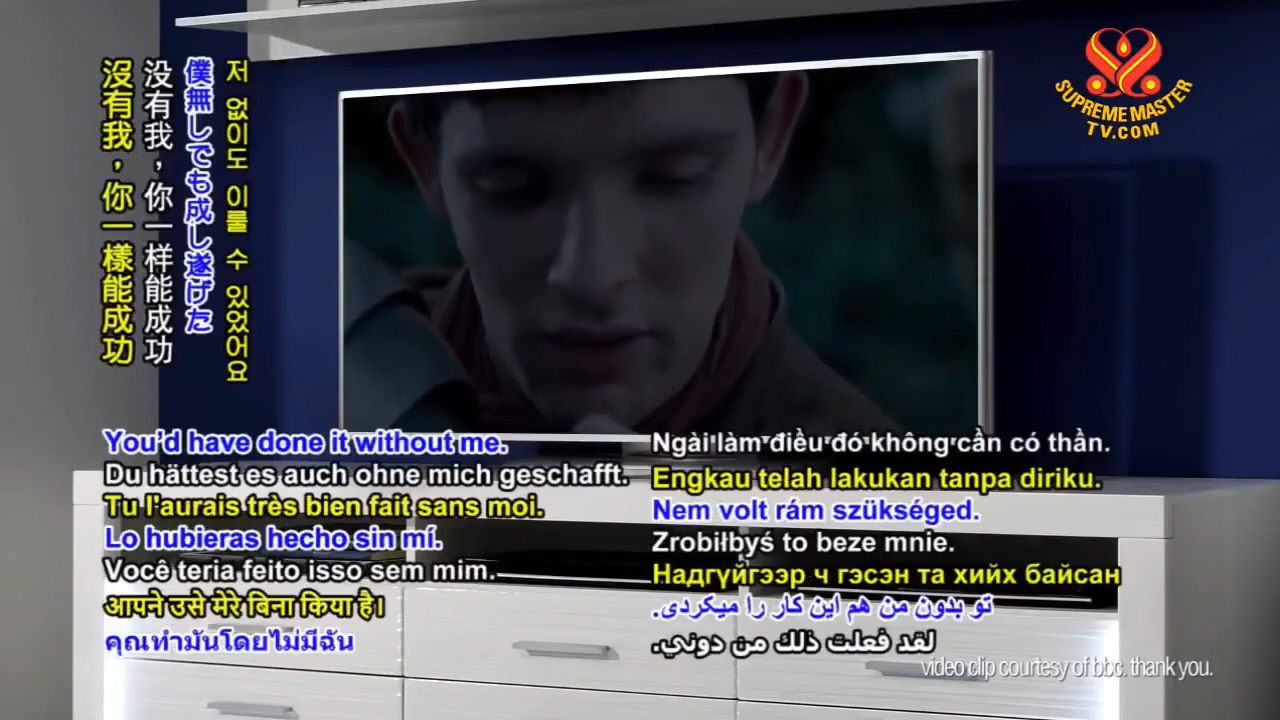 SUPREME MASTER
TV.COM
저 없이도 이룰 수 있었어요
僕無しでも成し遂げた
没有我，你一样能成功
沒有我，你一樣能成功
You'd have done it without me.
Du hättest es auch ohne mich geschafft.
Tu l'aurais très bien fait sans moi.
Lo hubieras hecho sin mí.
Você teria feito isso sem mim.
आपने उसे मेरे बिना किया है।
คุณทำมันโดยไม่มีฉัน
Ngài làm điều đó không cần có thần.
Engkau telah lakukan tanpa diriku.
Nem volt rám szükséged.
Zrobiłbyś to beze mnie.
Надгүйгээр ч гэсэн та хийх байсан
تو بدون من هم این کار را میکردی.
لقد فعلت ذلك من دوني.
video clip courtesy of bbc. thank you.